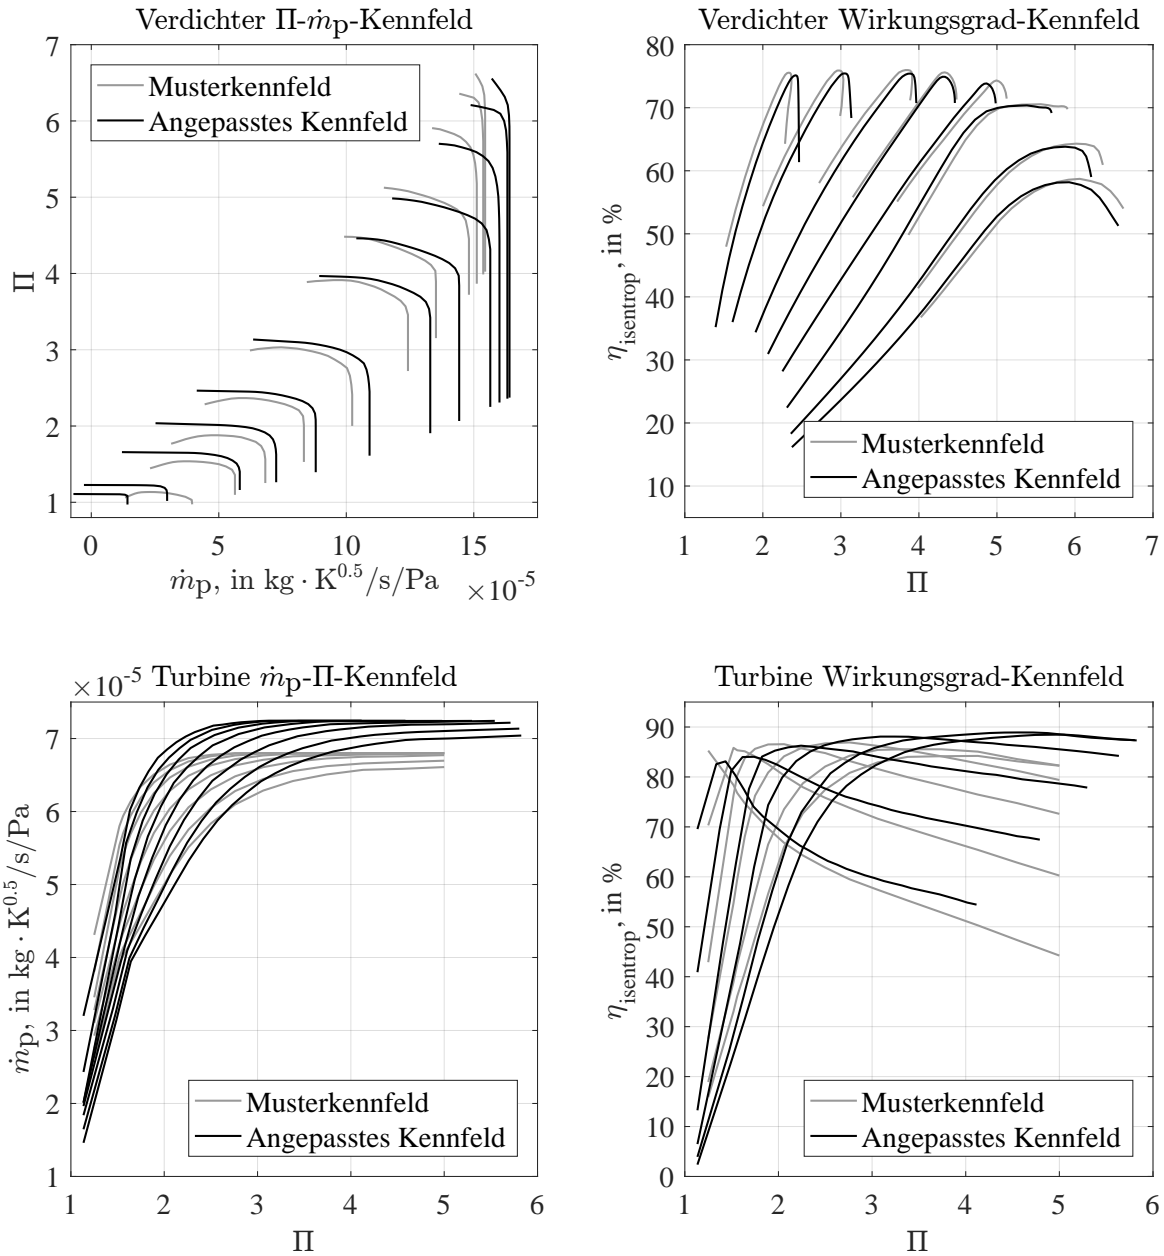 Verdichter Π-ṁp-Kennfeld
7
6
5
4
3
2
1
Π
Musterkennfeld
Angepasstes Kennfeld
0 5 10 15
ṁp, in kg · K^0.5/s/Pa
×10^-5
Verdichter Wirkungsgrad-Kennfeld
80
70
60
50
40
30
20
10
η_isentrop, in %
Musterkennfeld
Angepasstes Kennfeld
1 2 3 4 5 6 7
Π
×10^-5 Turbine ṁp-Π-Kennfeld
7
6
5
4
3
2
1
ṁp, in kg · K^0.5/s/Pa
Musterkennfeld
Angepasstes Kennfeld
1 2 3 4 5 6
Π
Turbine Wirkungsgrad-Kennfeld
90
80
70
60
50
40
30
20
10
0
η_isentrop, in %
Musterkennfeld
Angepasstes Kennfeld
1 2 3 4 5 6
Π